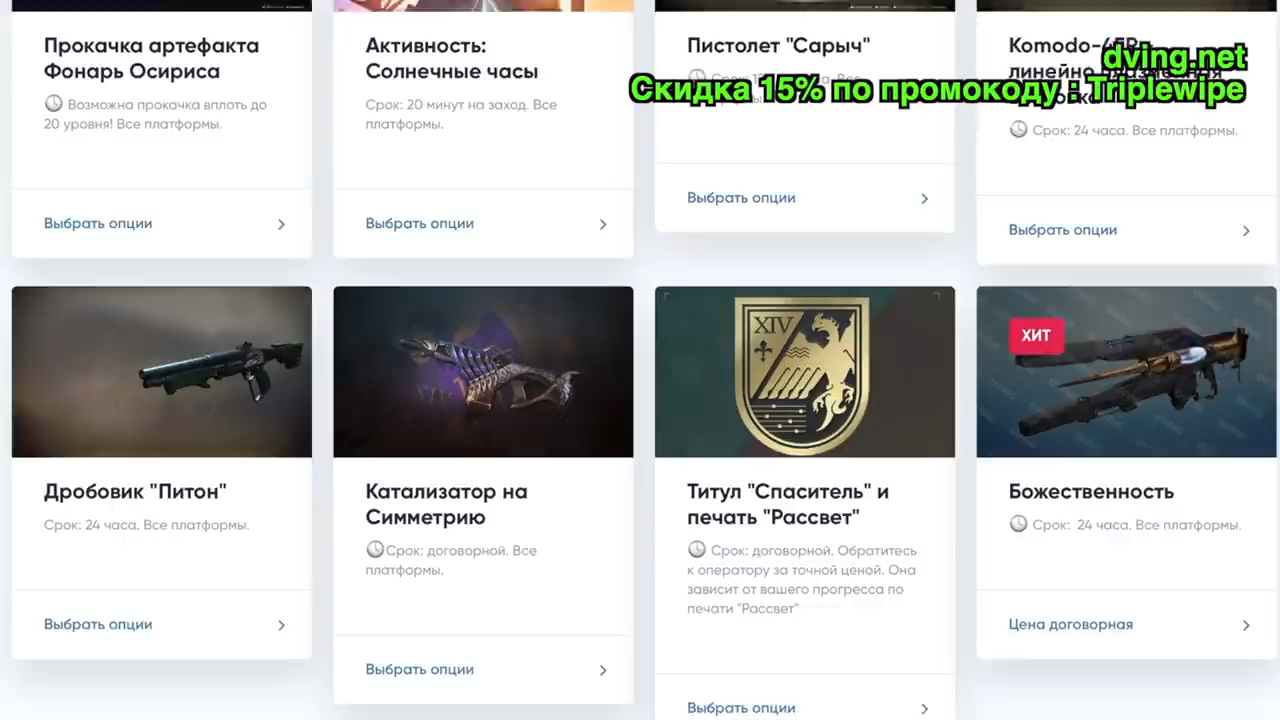 Прокачка артефакта
Фонарь Осириса
Возможна прокачка вплоть до
20 уровня! Все платформы.
Выбрать опции
Активность:
Солнечные часы
Срок: 20 минут на заход. Все
платформы.
Выбрать опции
Пистолет "Сарыч"
Выбрать опции
dving.net
Скидка 15% по промокоду : Triplewipe
Срок: 24 часа. Все платформы.
Выбрать опции
Дробовик "Питон"
Срок: 24 часа. Все платформы.
Выбрать опции
Катализатор на
Симметрию
Срок: договорной. Все
платформы.
Выбрать опции
XIV
Титул "Спаситель" и
печать "Рассвет"
Срок: договорной. Обратитесь
к оператору за точной ценой. Она
зависит от вашего прогресса по
печати "Рассвет"
Выбрать опции
ХИТ
Божественность
Срок: 24 часа. Все платформы.
Цена договорная